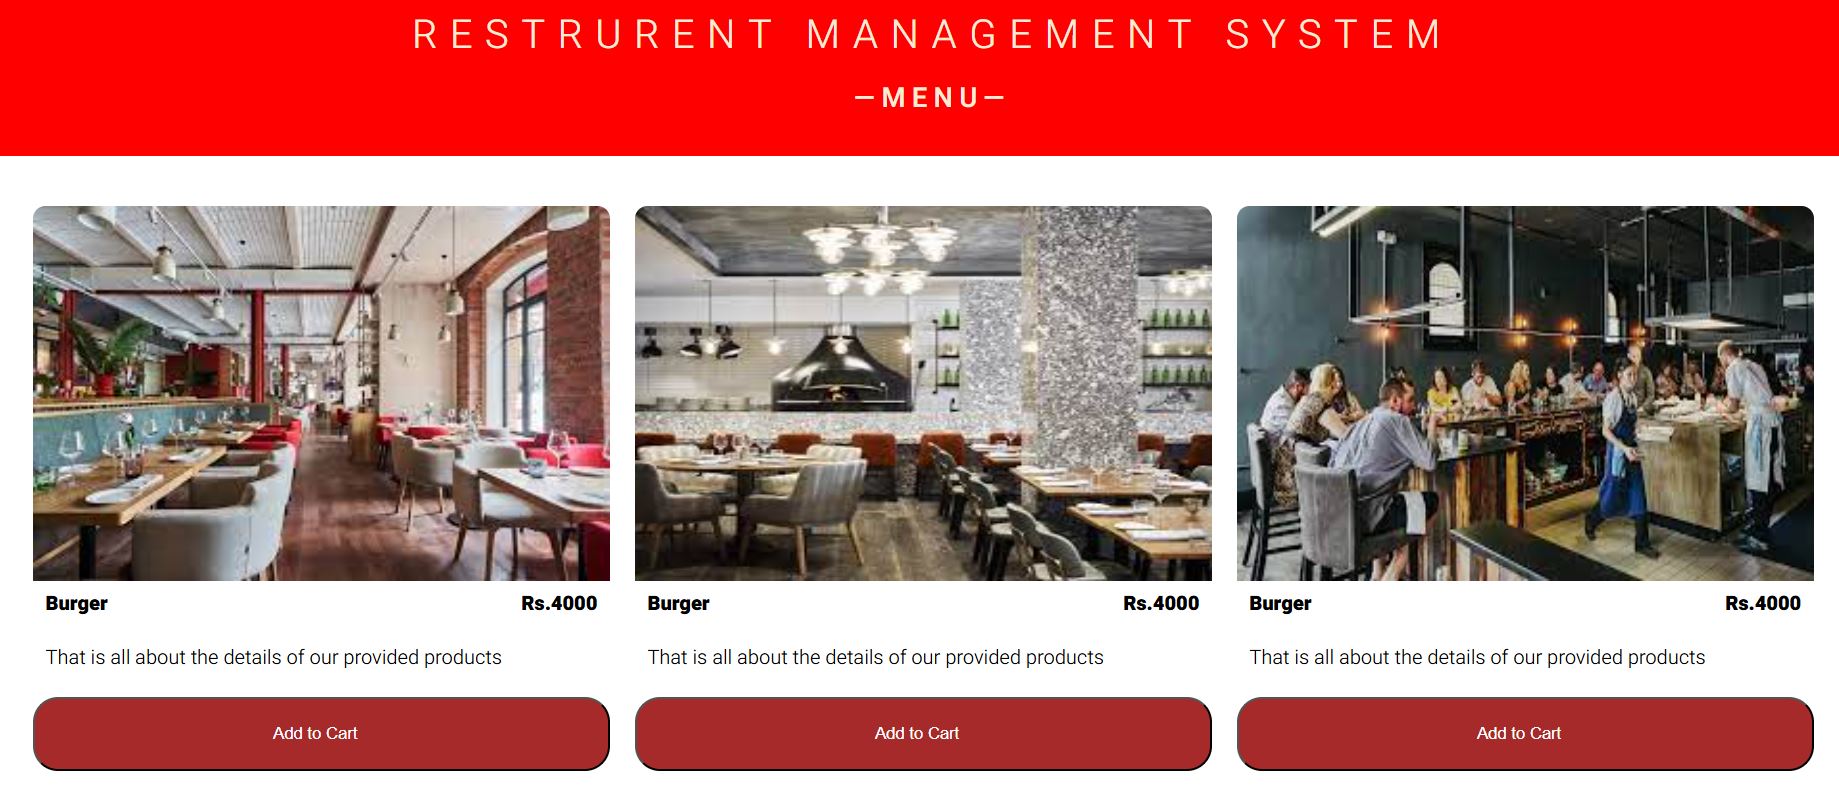 RESTRURENT MANAGEMENT SYSTEM
—MENU—
Burger Rs.4000
That is all about the details of our provided products
Add to Cart
Burger Rs.4000
That is all about the details of our provided products
Add to Cart
Burger Rs.4000
That is all about the details of our provided products
Add to Cart